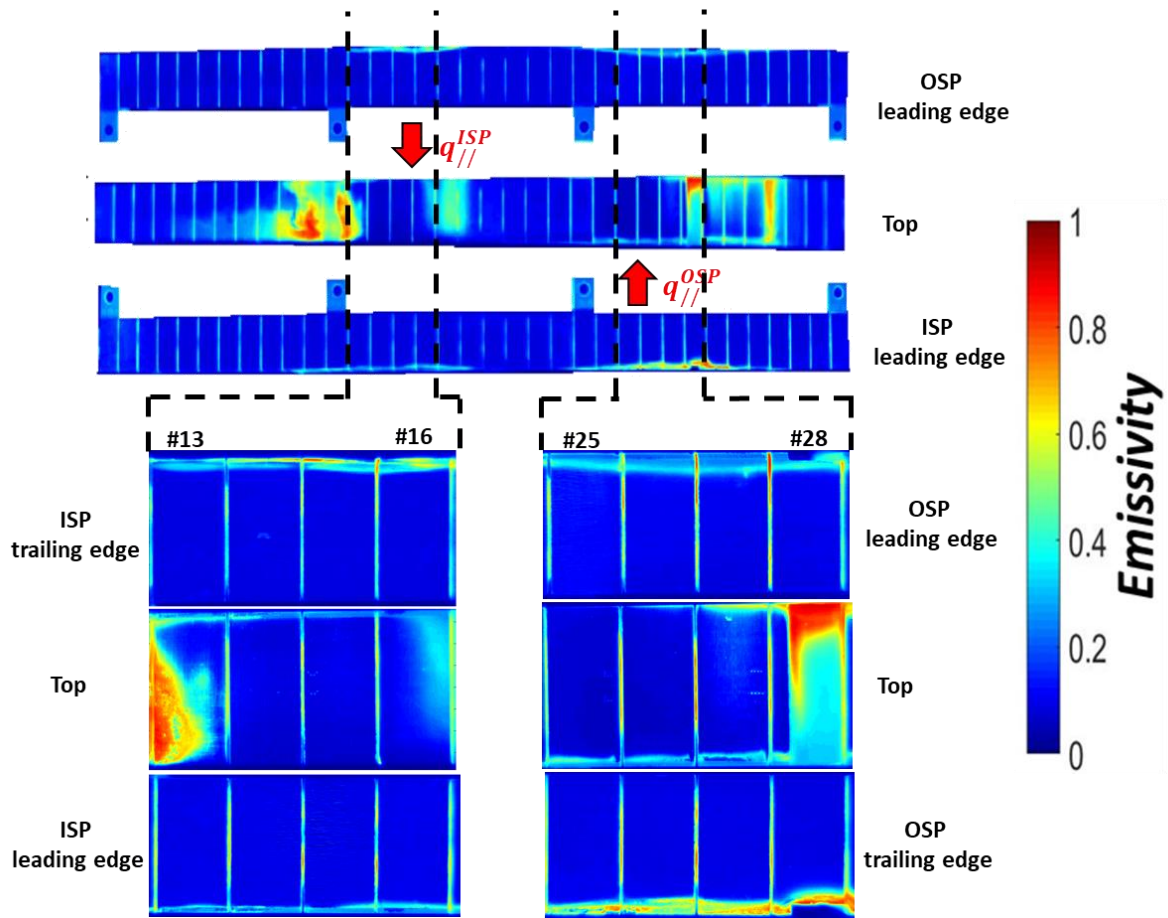 OSP
leading edge
q//ISP
Top
q//OSP
ISP
leading edge
#13
#16
#25
#28
ISP
trailing edge
OSP
leading edge
Top
Top
ISP
leading edge
OSP
trailing edge
1
0.8
0.6
0.4
0.2
0
Emissivity